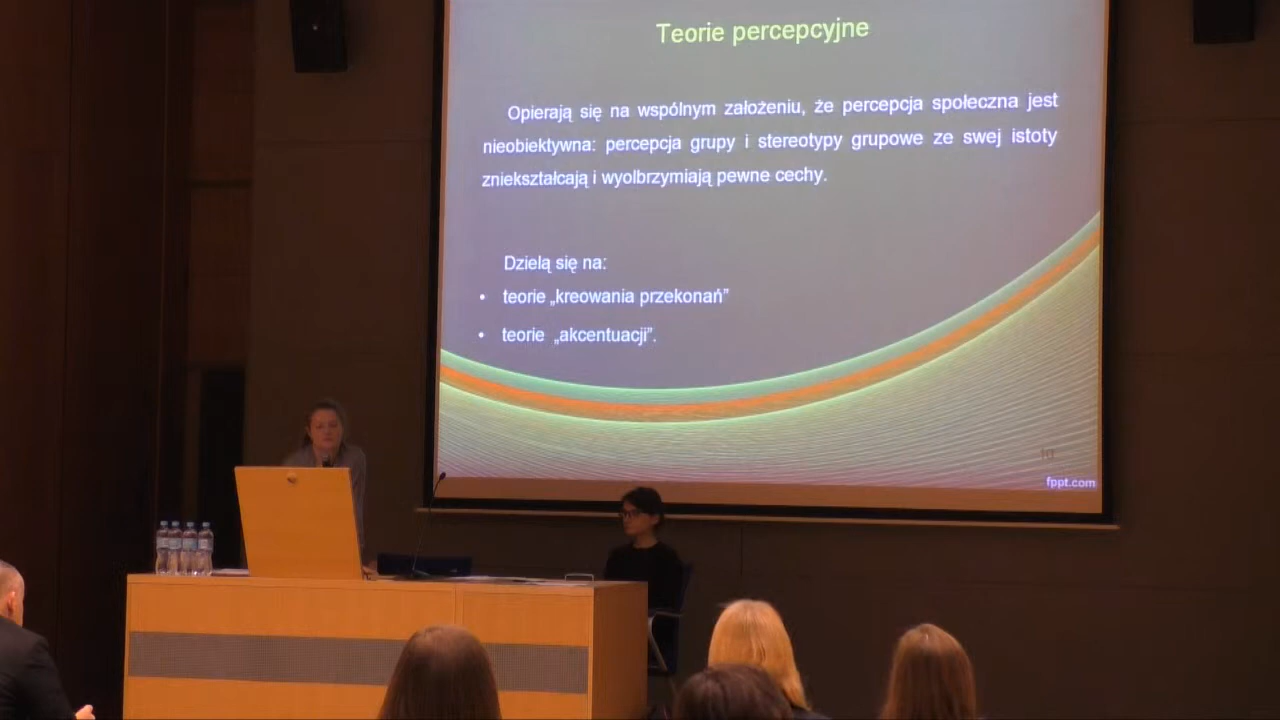 Teorie percepcyjne
Opierają się na wspólnym założeniu, że percepcja społeczna jest
nieobiektywna: percepcja grupy i stereotypy grupowe ze swej istoty
zniekształcają i wyolbrzymiają pewne cechy.
Dzielą się na:
• teorie „kreowania przekonań”
• teorie „akcentuacji”.
10
fppt.com